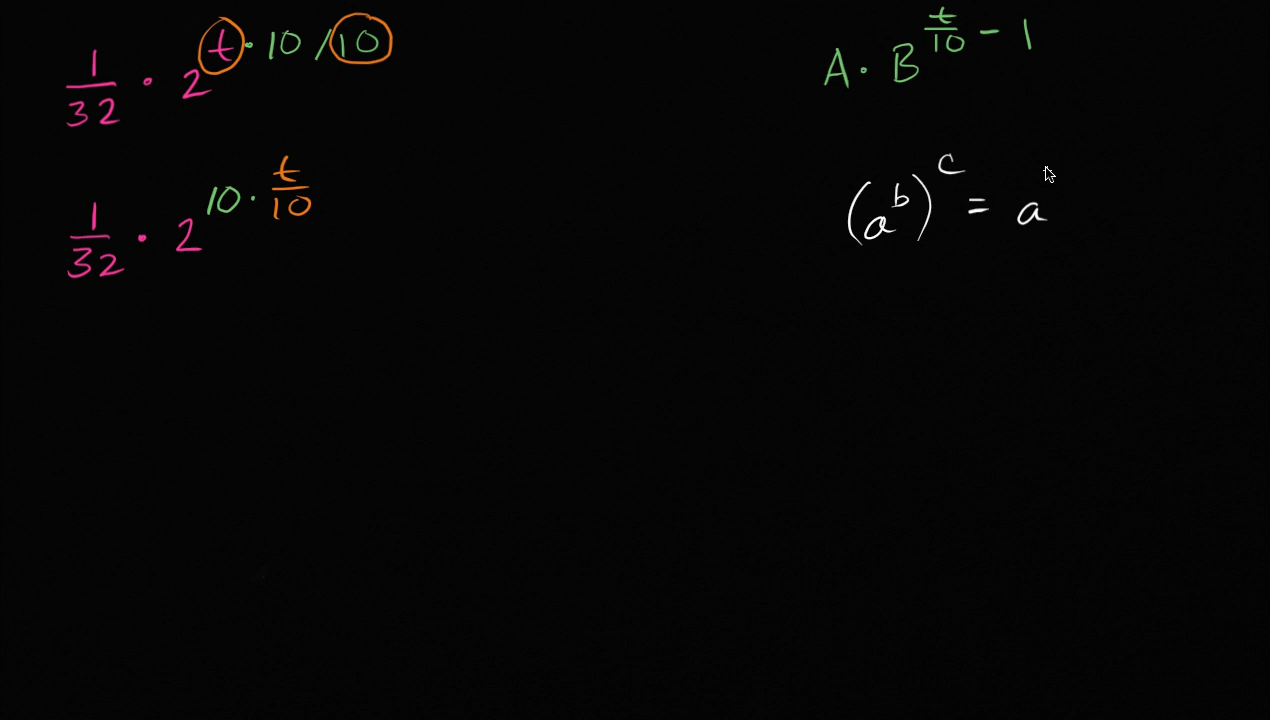 1/32 · 2^(t · 10 / 10)
A · B^(t/10 - 1)
1/32 · 2^(10 · t/10)
(a^b)^c = a